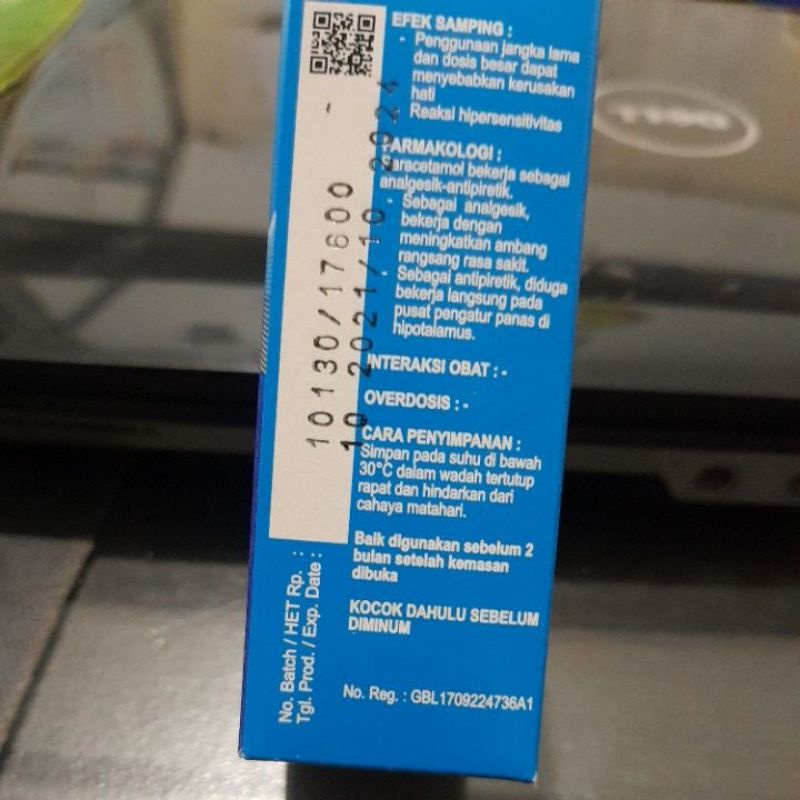 EFEK SAMPING :
- Penggunaan jangka lama
dan dosis besar dapat
menyebabkan kerusakan
hati
Reaksi hipersensitivitas
FARMAKOLOGI :
Paracetamol bekerja sebagai
analgesik-antipiretik.
- Sebagai analgesik,
bekerja dengan
meningkatkan ambang
rangsang rasa sakit.
Sebagai antipiretik, diduga
bekerja langsung pada
pusat pengatur panas di
hipotalamus.
INTERAKSI OBAT : -
OVERDOSIS : -
CARA PENYIMPANAN :
Simpan pada suhu di bawah
30°C dalam wadah tertutup
rapat dan hindarkan dari
cahaya matahari.
Baik digunakan sebelum 2
bulan setelah kemasan
dibuka
KOCOK DAHULU SEBELUM
DIMINUM
No. Reg. : GBL1709224736A1
No. Batch / HET Rp. :
Tgl. Prod. / Exp. Date :
10130/17600 -
10 2021/10 2024
DELL